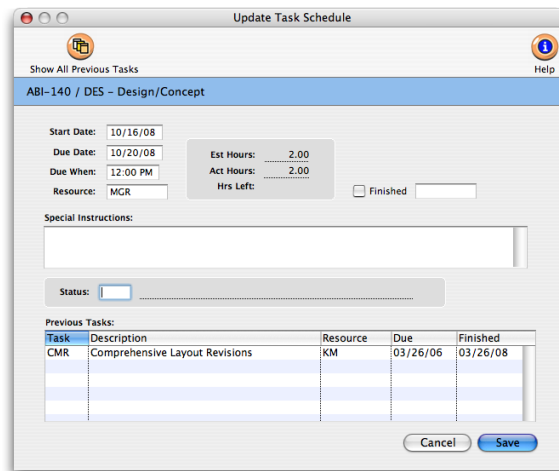 Update Task Schedule
Show All Previous Tasks
Help
ABI-140 / DES - Design/Concept
Start Date: 10/16/08
Due Date: 10/20/08
Due When: 12:00 PM
Resource: MGR
Est Hours: 2.00
Act Hours: 2.00
Hrs Left:
Finished
Special Instructions:
Status:
Previous Tasks:
Task Description Resource Due Finished
CMR Comprehensive Layout Revisions KM 03/26/06 03/26/08
Cancel Save